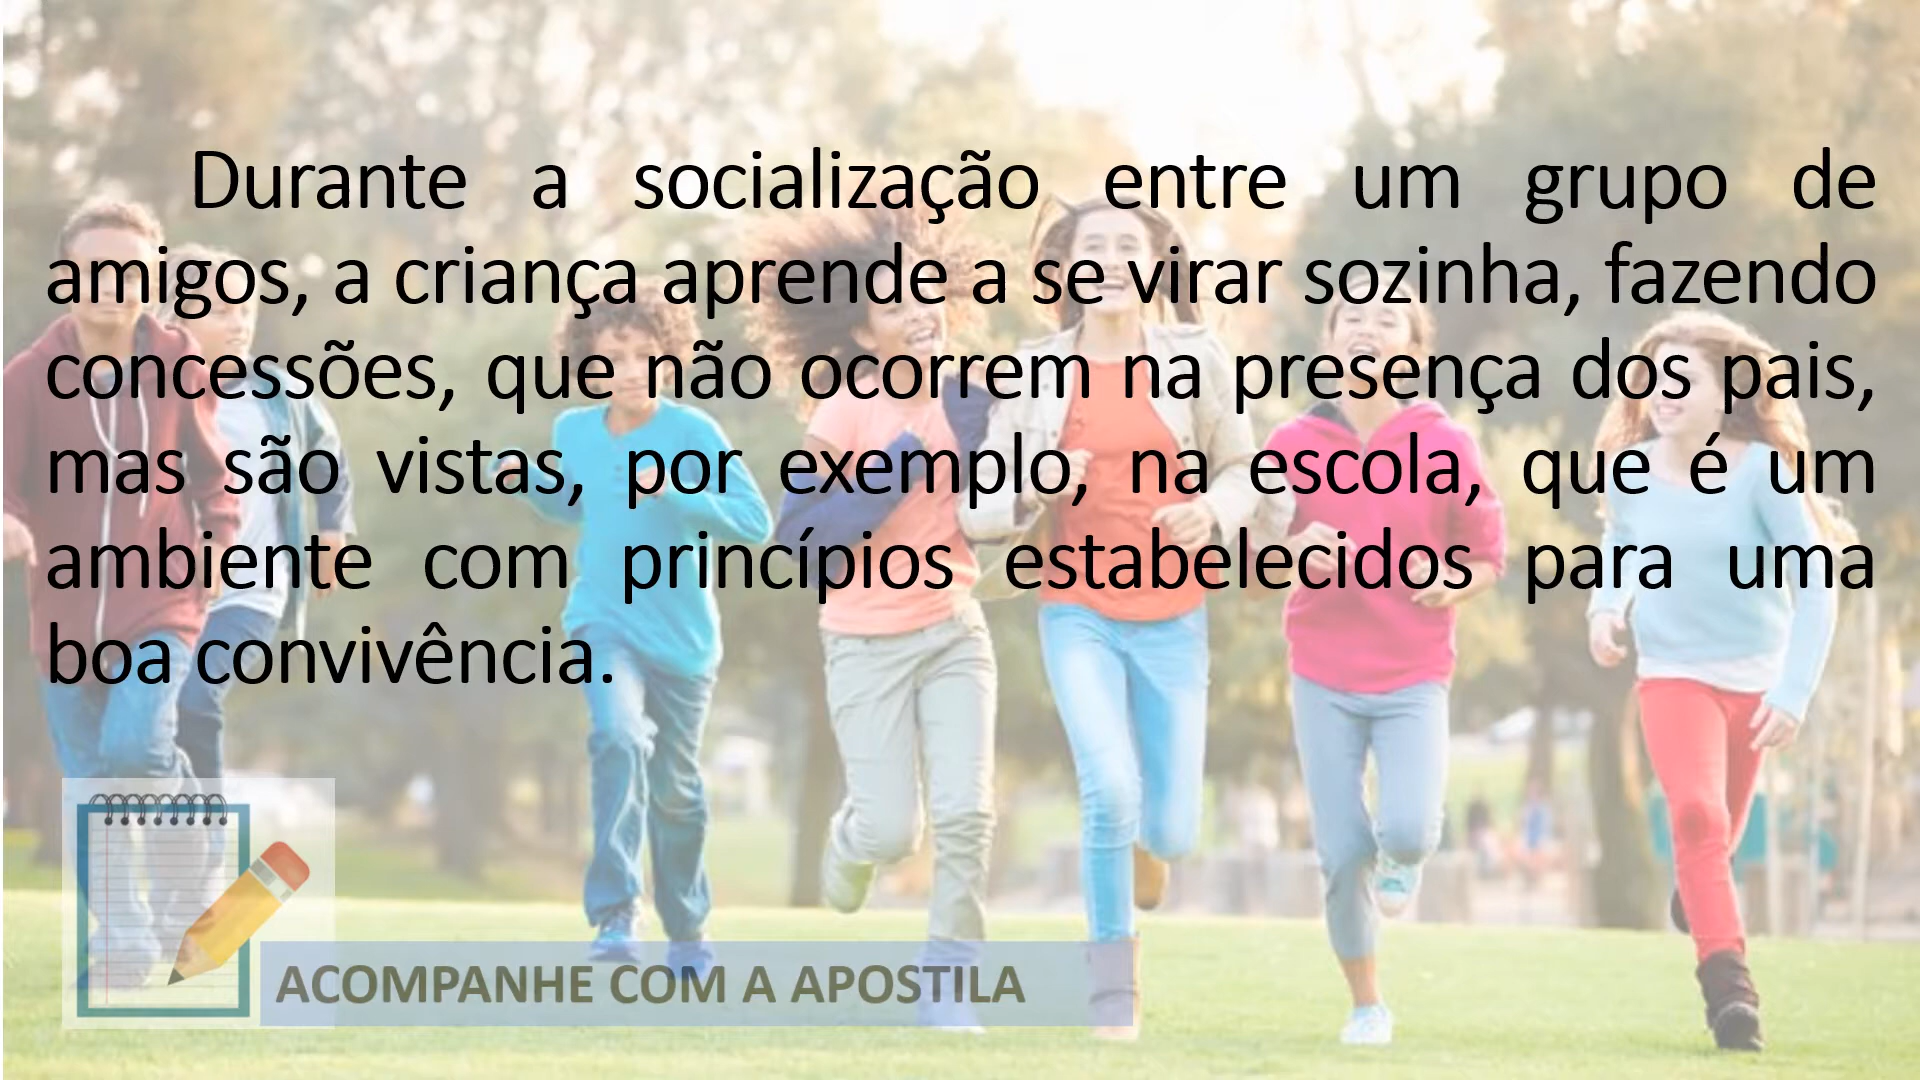 Durante a socialização entre um grupo de
amigos, a criança aprende a se virar sozinha, fazendo
concessões, que não ocorrem na presença dos pais,
mas são vistas, por exemplo, na escola, que é um
ambiente com princípios estabelecidos para uma
boa convivência.
ACOMPANHE COM A APOSTILA